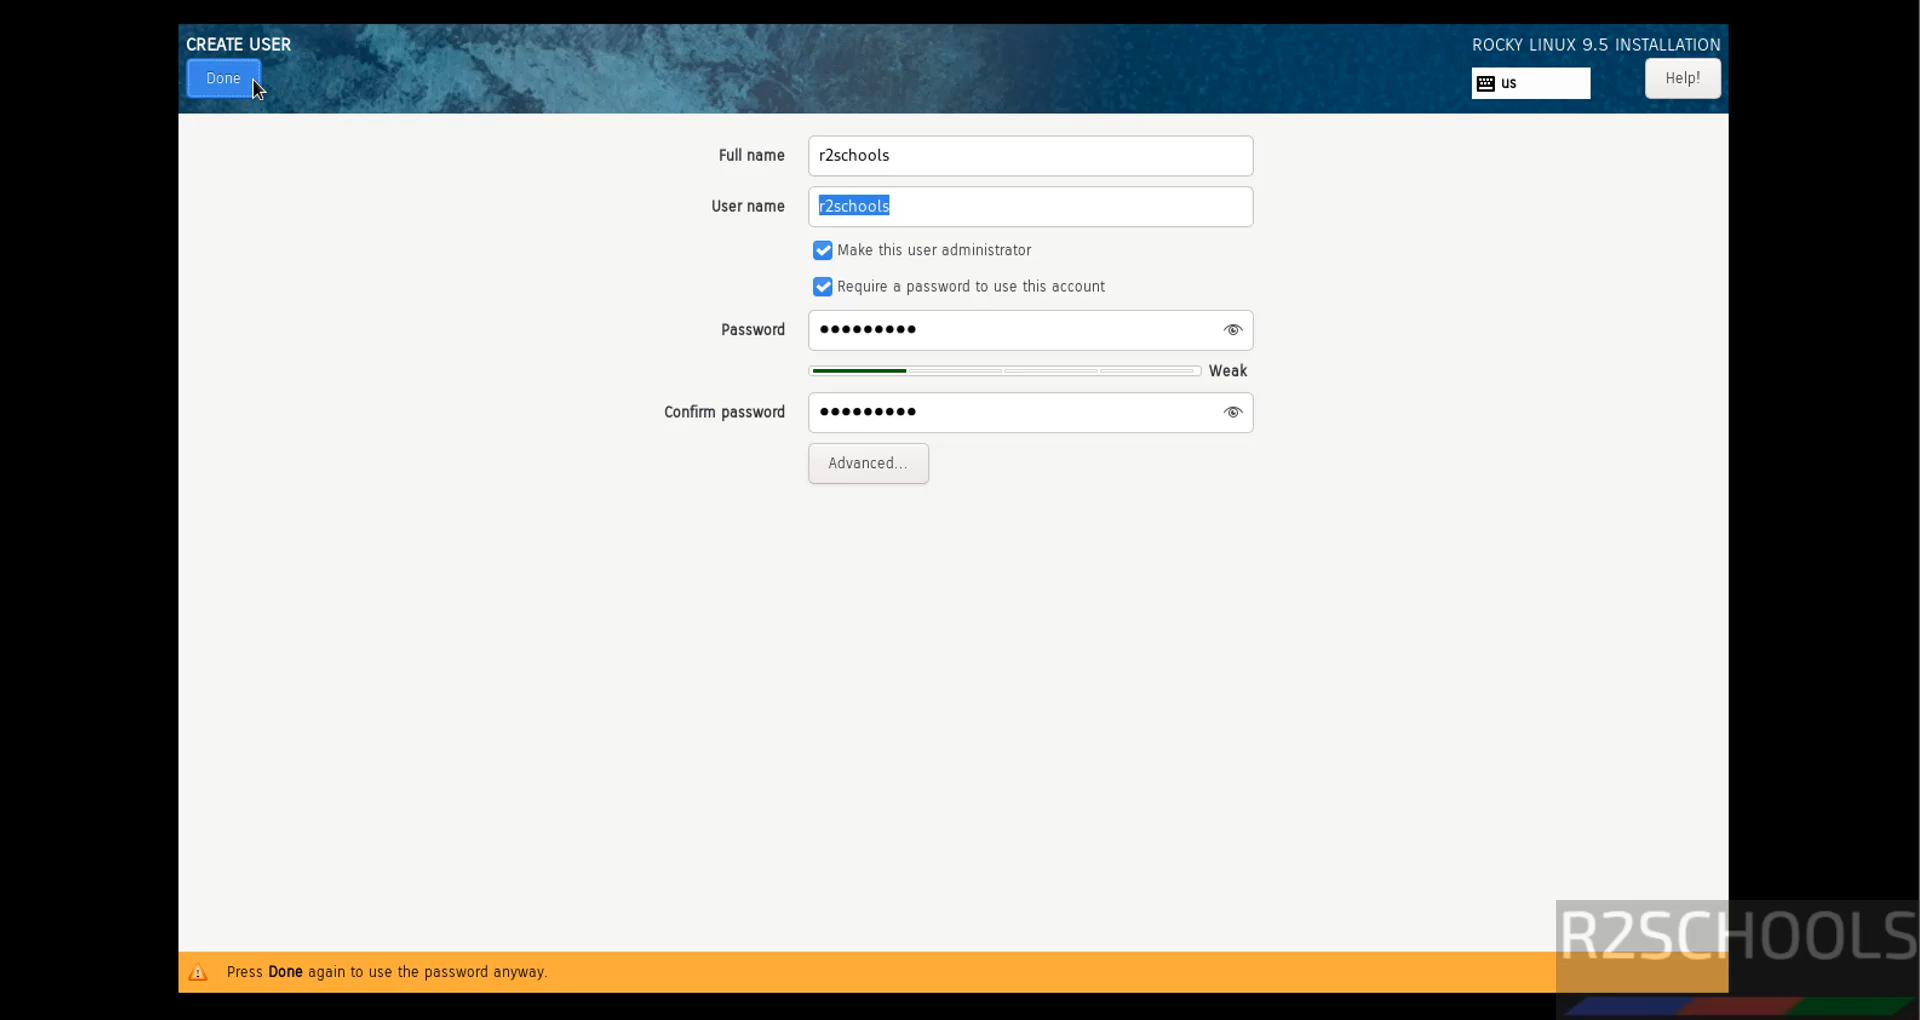 CREATE USER
ROCKY LINUX 9.5 INSTALLATION
Done
us
Help!
Full name
r2schools
User name
r2schools
Make this user administrator
Require a password to use this account
Password
●●●●●●●●●
Weak
Confirm password
●●●●●●●●●
Advanced...
R2SCHOOLS
Press Done again to use the password anyway.